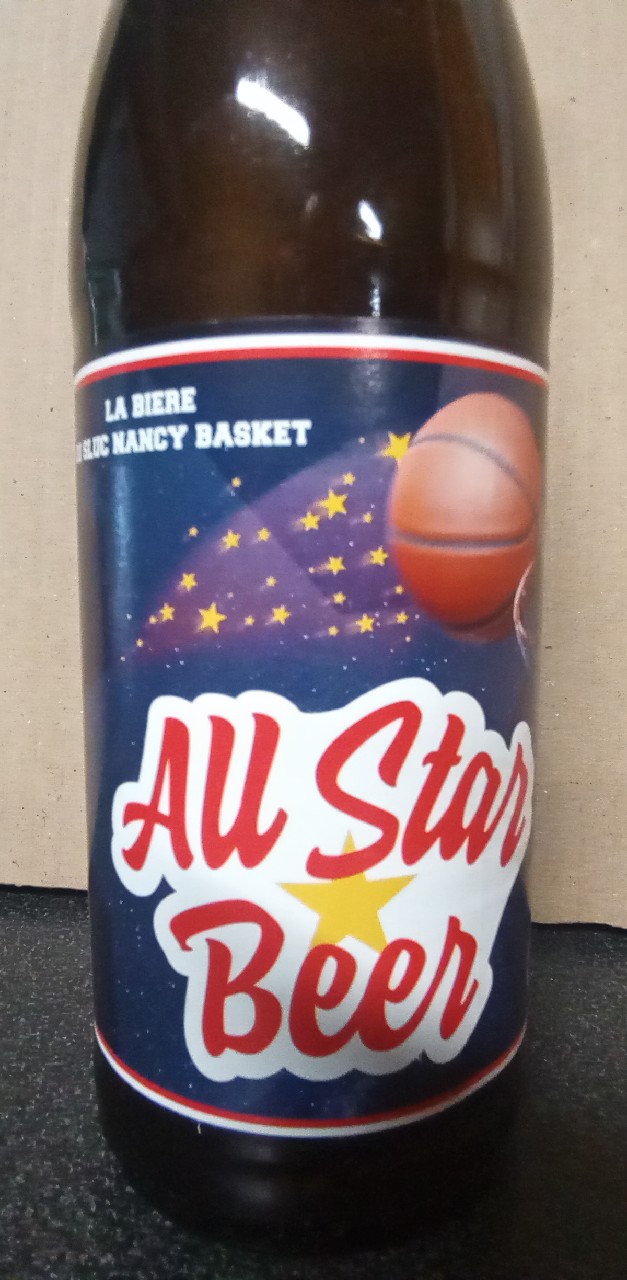 LA BIERE
SLUC NANCY BASKET
All Star
Beer